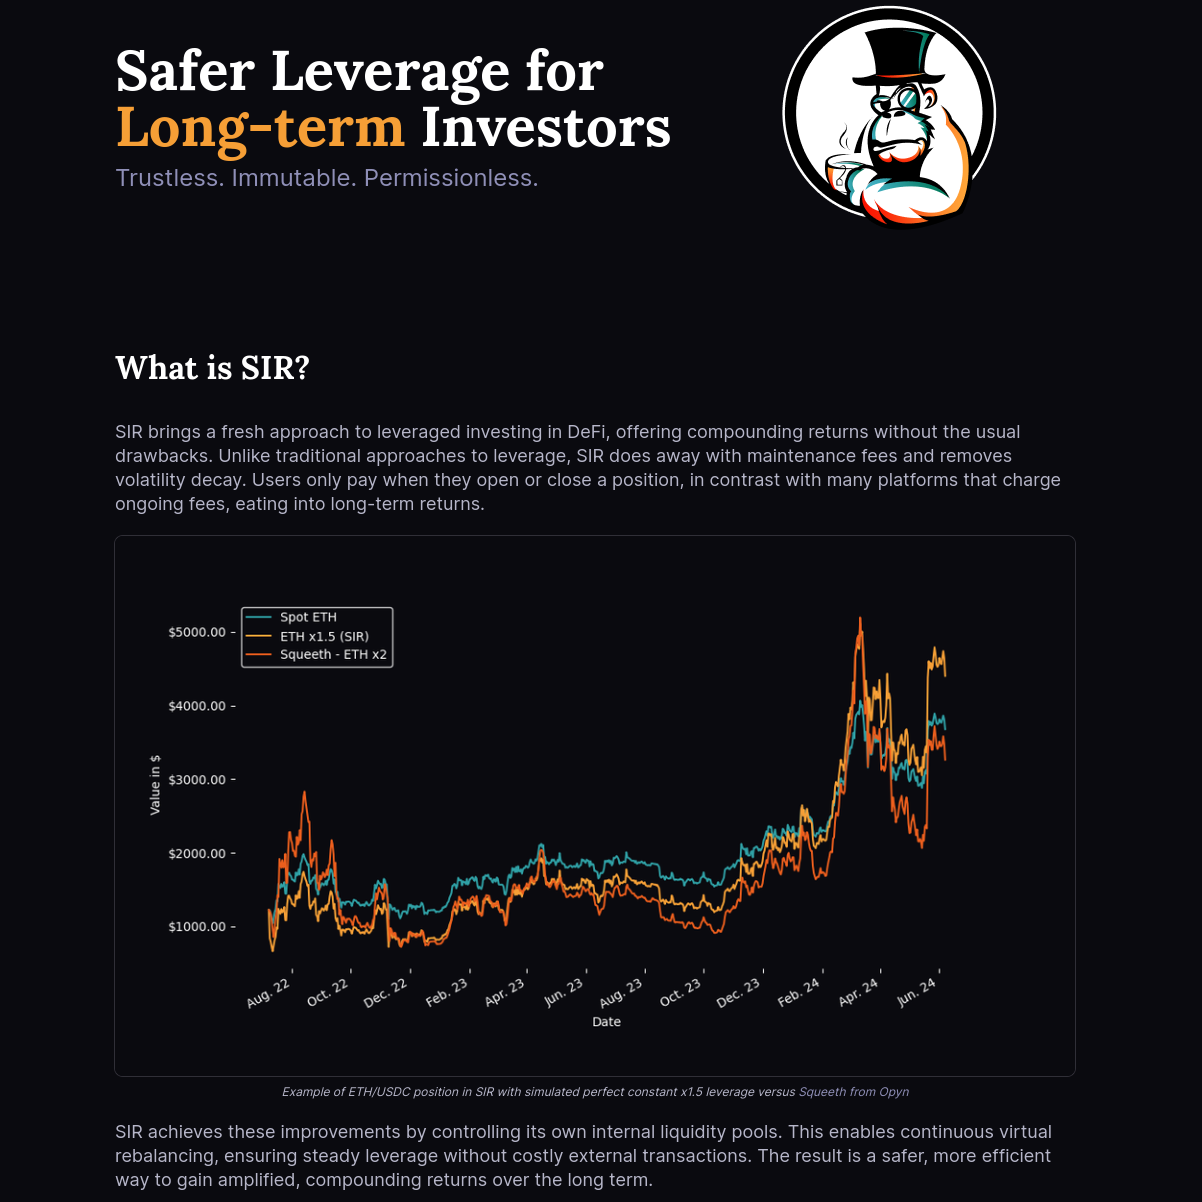 Safer Leverage for
Long-term Investors
Trustless. Immutable. Permissionless.
What is SIR?
SIR brings a fresh approach to leveraged investing in DeFi, offering compounding returns without the usual
drawbacks. Unlike traditional approaches to leverage, SIR does away with maintenance fees and removes
volatility decay. Users only pay when they open or close a position, in contrast with many platforms that charge
ongoing fees, eating into long-term returns.
Spot ETH
ETH x1.5 (SIR)
Squeeth - ETH x2
$5000.00
$4000.00
$3000.00
$2000.00
$1000.00
Value in $
Aug. 22 Oct. 22 Dec. 22 Feb. 23 Apr. 23 Jun. 23 Aug. 23 Oct. 23 Dec. 23 Feb. 24 Apr. 24 Jun. 24
Date
Example of ETH/USDC position in SIR with simulated perfect constant x1.5 leverage versus Squeeth from Opyn
SIR achieves these improvements by controlling its own internal liquidity pools. This enables continuous virtual
rebalancing, ensuring steady leverage without costly external transactions. The result is a safer, more efficient
way to gain amplified, compounding returns over the long term.